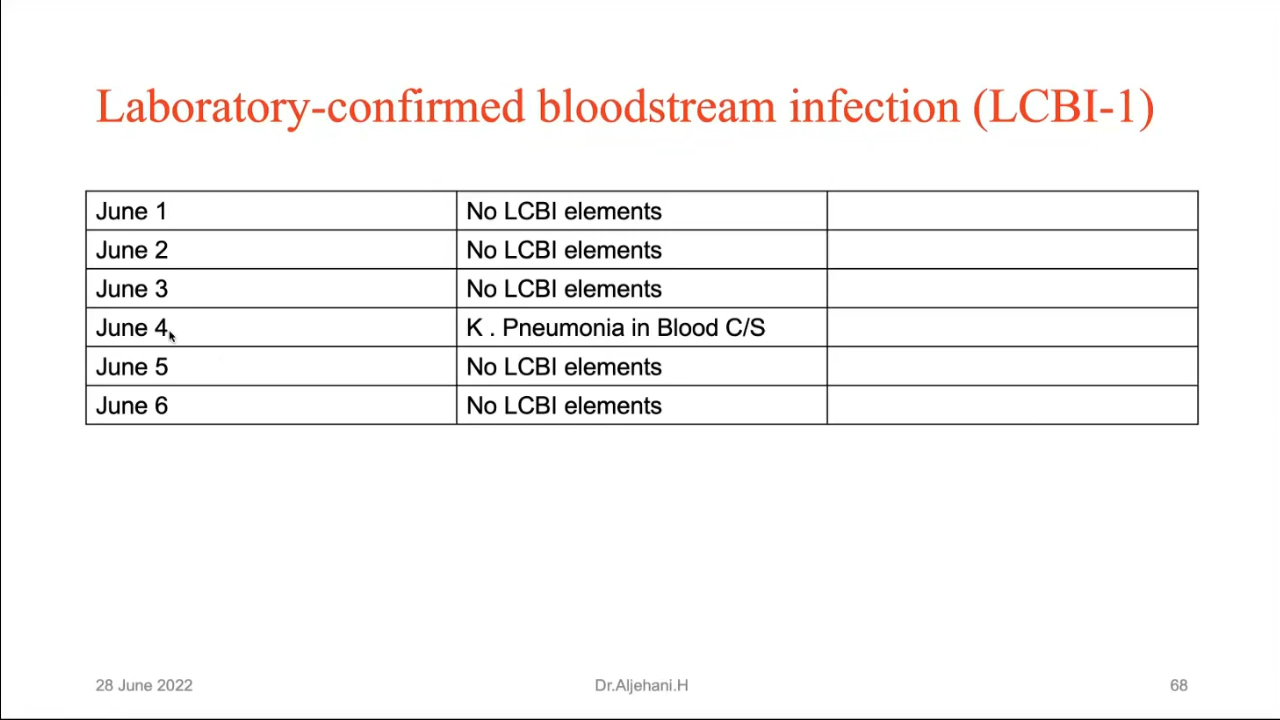 Laboratory-confirmed bloodstream infection (LCBI-1)
June 1 No LCBI elements
June 2 No LCBI elements
June 3 No LCBI elements
June 4 K . Pneumonia in Blood C/S
June 5 No LCBI elements
June 6 No LCBI elements
28 June 2022 Dr.Aljehani.H 68